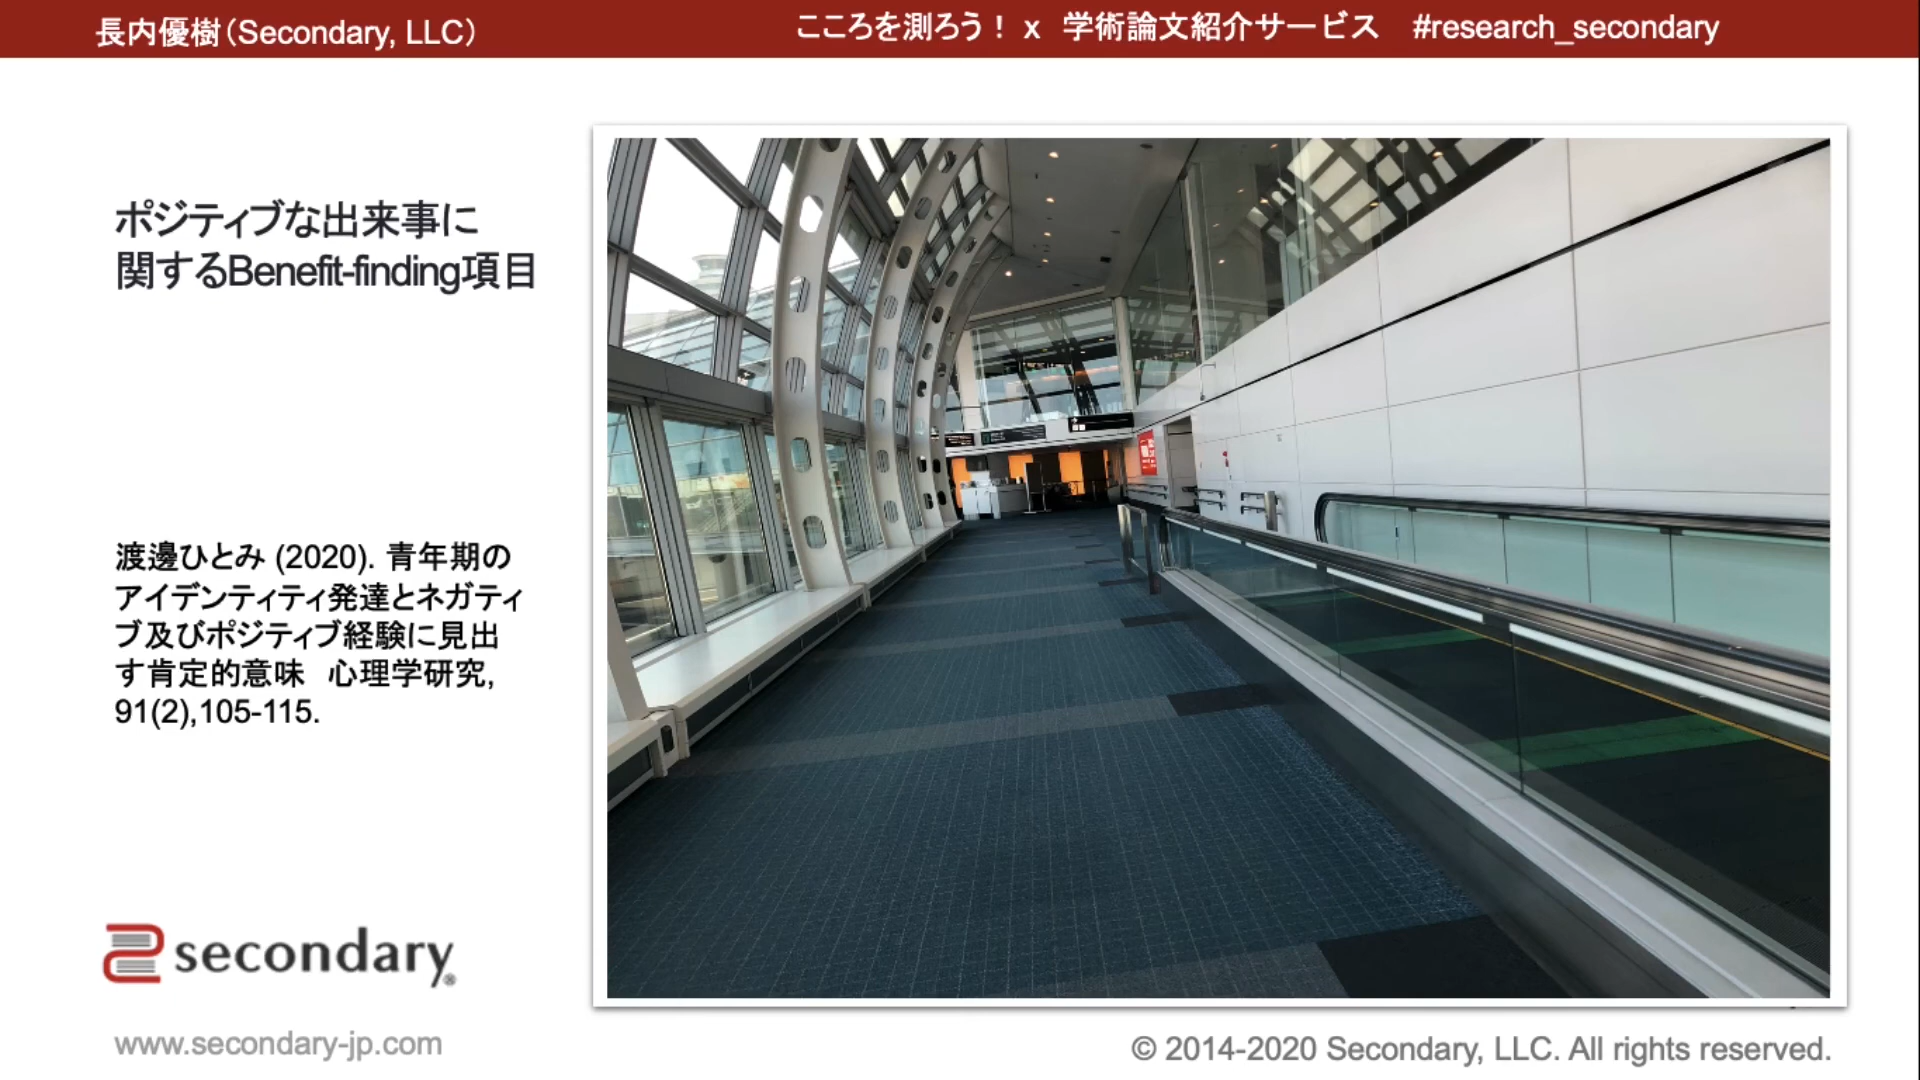 長内優樹（Secondary, LLC）
こころを測ろう！ x 学術論文紹介サービス #research_secondary
ポジティブな出来事に
関するBenefit-finding項目
渡邊ひとみ (2020). 青年期の
アイデンティティ発達とネガティ
ブ及びポジティブ経験に見出
す肯定的意味　心理学研究,
91(2),105-115.
secondary®
www.secondary-jp.com
© 2014-2020 Secondary, LLC. All rights reserved.